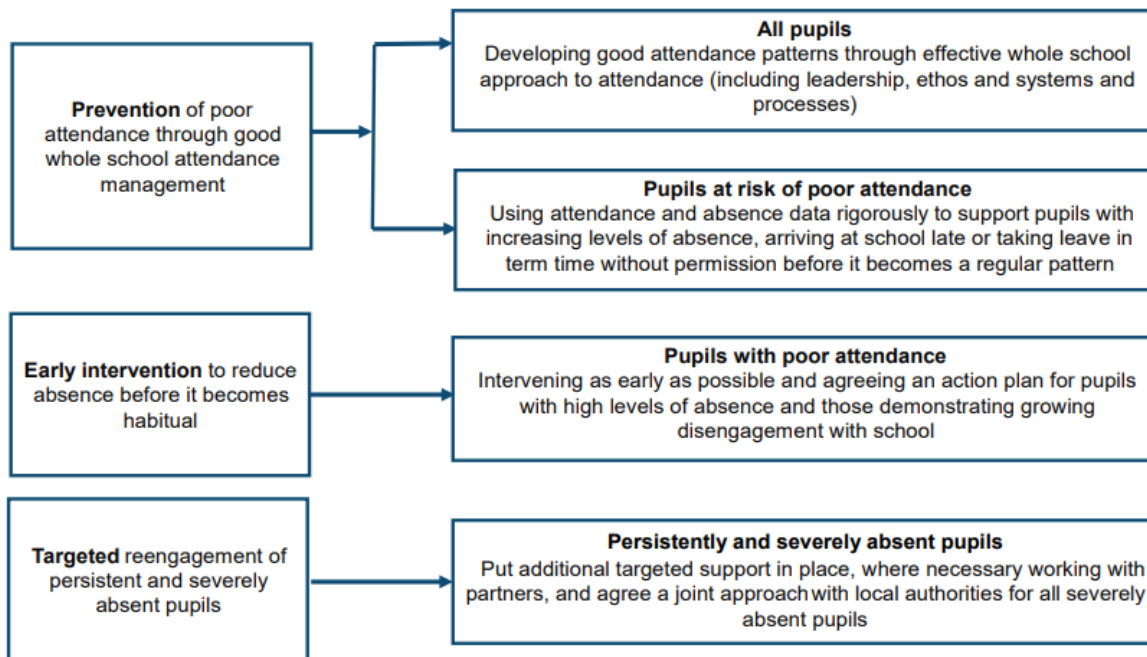 Prevention of poor
attendance through good
whole school attendance
management
All pupils
Developing good attendance patterns through effective whole school
approach to attendance (including leadership, ethos and systems and
processes)
Pupils at risk of poor attendance
Using attendance and absence data rigorously to support pupils with
increasing levels of absence, arriving at school late or taking leave in
term time without permission before it becomes a regular pattern
Early intervention to reduce
absence before it becomes
habitual
Pupils with poor attendance
Intervening as early as possible and agreeing an action plan for pupils
with high levels of absence and those demonstrating growing
disengagement with school
Targeted reengagement of
persistent and severely
absent pupils
Persistently and severely absent pupils
Put additional targeted support in place, where necessary working with
partners, and agree a joint approach with local authorities for all severely
absent pupils